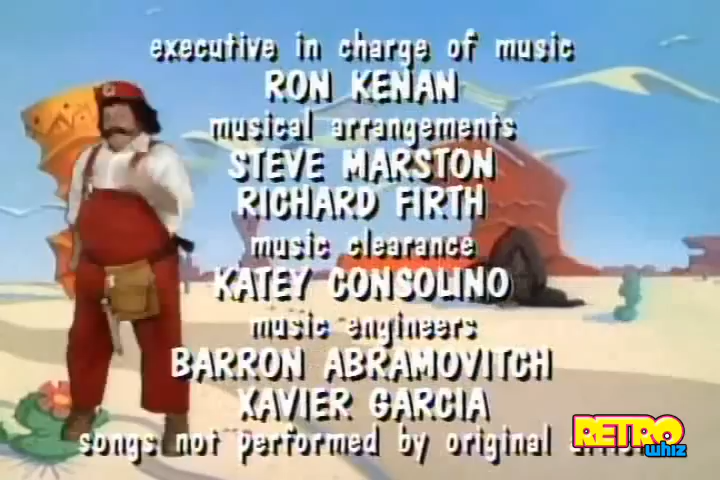 executive in charge of music
RON KENAN
musical arrangements
STEVE MARSTON
RICHARD FIRTH
music clearance
KATEY CONSOLINO
music engineers
BARRON ABRAMOVITCH
XAVIER GARCIA
songs not performed by original
RETRO
whiz